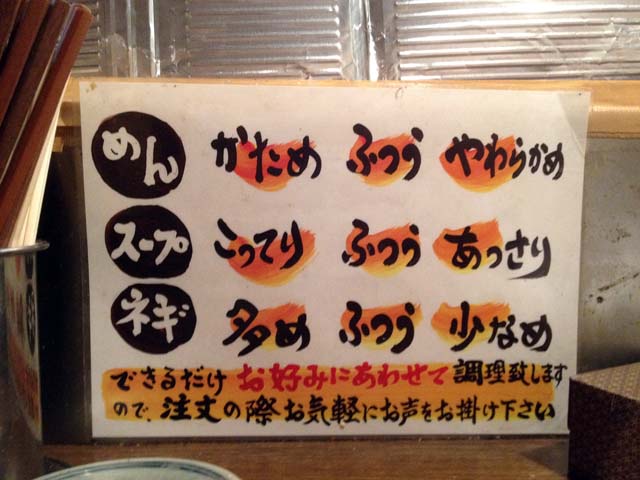 めん かため ふつう やわらかめ
スープ こってり ふつう あっさり
ネギ 多め ふつう 少なめ
できるだけ お好みにあわせて 調理致します
ので、注文の際お気軽にお声をお掛け下さい